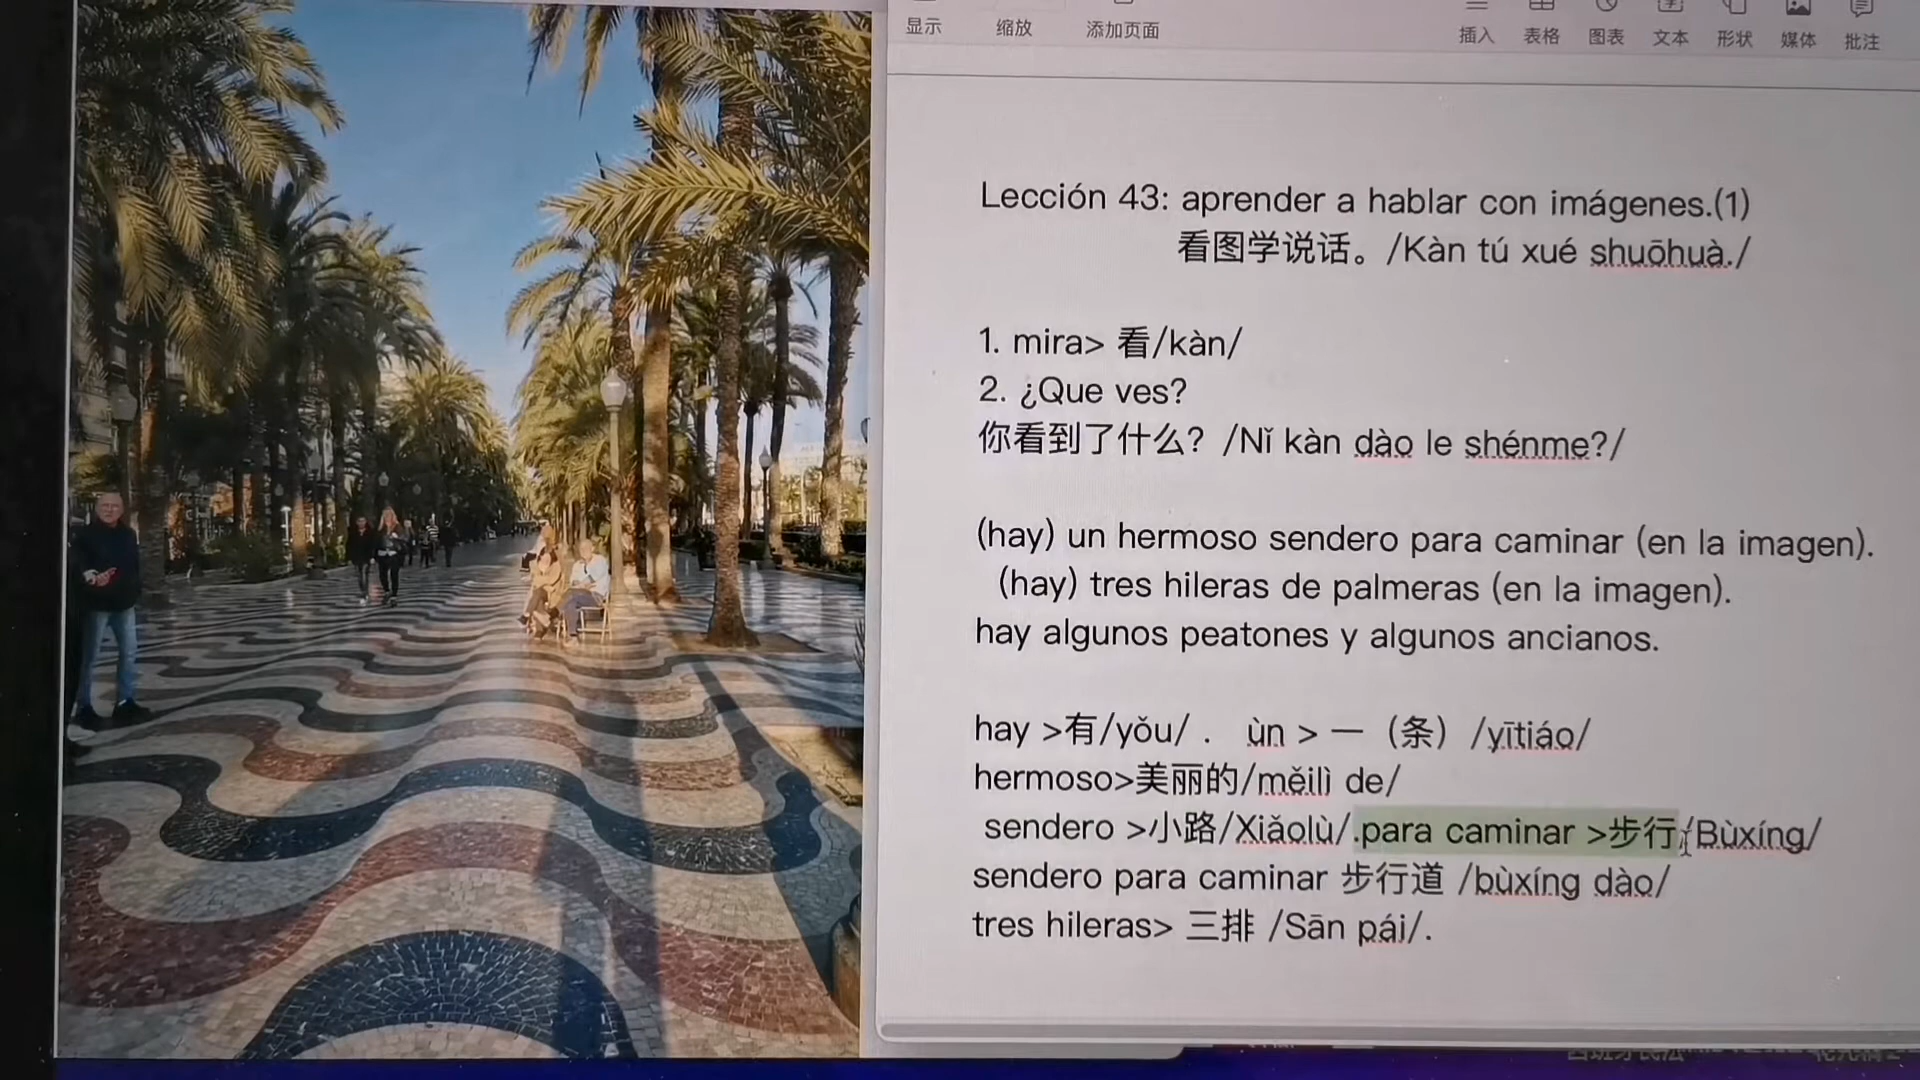 显示 缩放 添加页面 插入 表格 图表 文本 形状 媒体 批注
Lección 43: aprender a hablar con imágenes.(1)
看图学说话。/Kàn tú xué shuōhuà./
1. mira> 看/kàn/
2. ¿Que ves?
你看到了什么? /Nǐ kàn dào le shénme?/
(hay) un hermoso sendero para caminar (en la imagen).
(hay) tres hileras de palmeras (en la imagen).
hay algunos peatones y algunos ancianos.
hay >有/yǒu/ . ùn > 一（条）/yītiáo/
hermoso>美丽的/měilì de/
sendero >小路/Xiǎolù/.para caminar >步行/Bùxíng/
sendero para caminar 步行道 /bùxíng dào/
tres hileras> 三排 /Sān pái/.